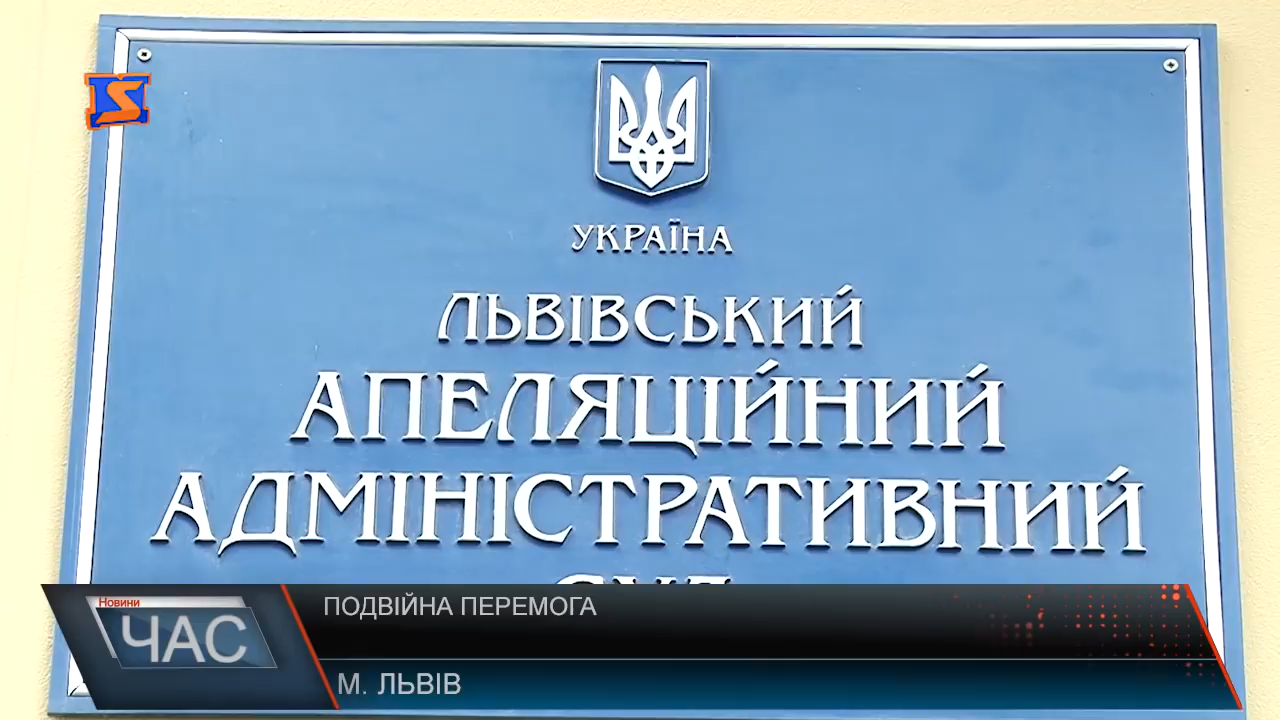 УКРАЇНА
ЛЬВІВСЬКИЙ
АПЕЛЯЦІЙНИЙ
АДМІНІСТРАТИВНИЙ
Новини
ЧАС
ПОДВІЙНА ПЕРЕМОГА
М. ЛЬВІВ